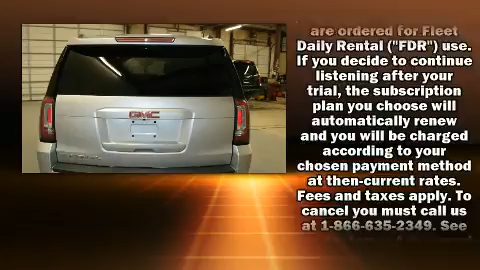 GMC
are ordered for Fleet
Daily Rental ("FDR") use.
If you decide to continue
listening after your
trial, the subscription
plan you choose will
automatically renew
and you will be charged
according to your
chosen payment method
at then-current rates.
Fees and taxes apply. To
cancel you must call us
at 1-866-635-2349. See